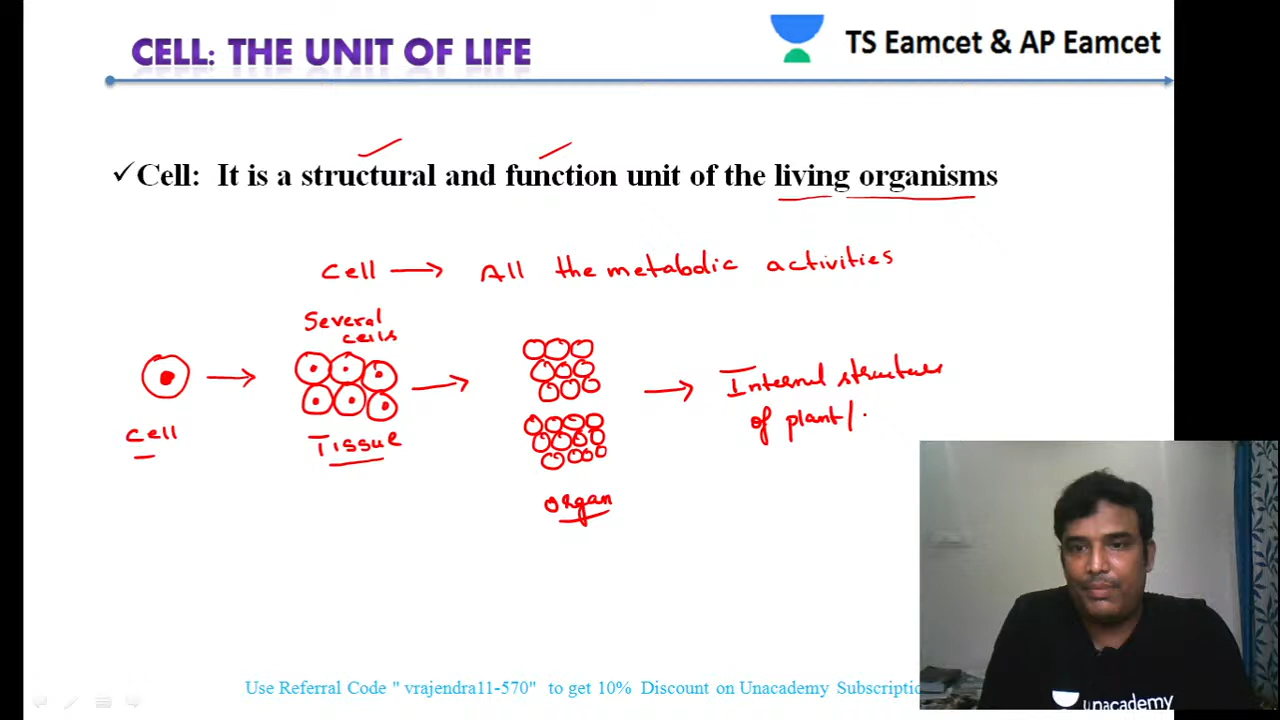 CELL: THE UNIT OF LIFE
TS Eamcet & AP Eamcet
✓Cell: It is a structural and function unit of the living organisms
cell → All the metabolic activities
Several
cells
cell
Tissue
organ
Internal structure
of plant/
Use Referral Code " vrajendra11-570" to get 10% Discount on Unacademy Subscriptio
unacademy